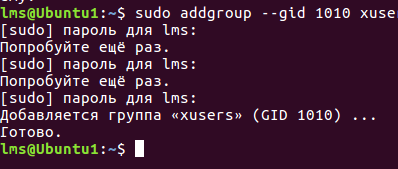 lms@Ubuntu1:~$ sudo addgroup --gid 1010 xuser
[sudo] пароль для lms:
Попробуйте ещё раз.
[sudo] пароль для lms:
Попробуйте ещё раз.
[sudo] пароль для lms:
Добавляется группа «xusers» (GID 1010) ...
Готово.
lms@Ubuntu1:~$